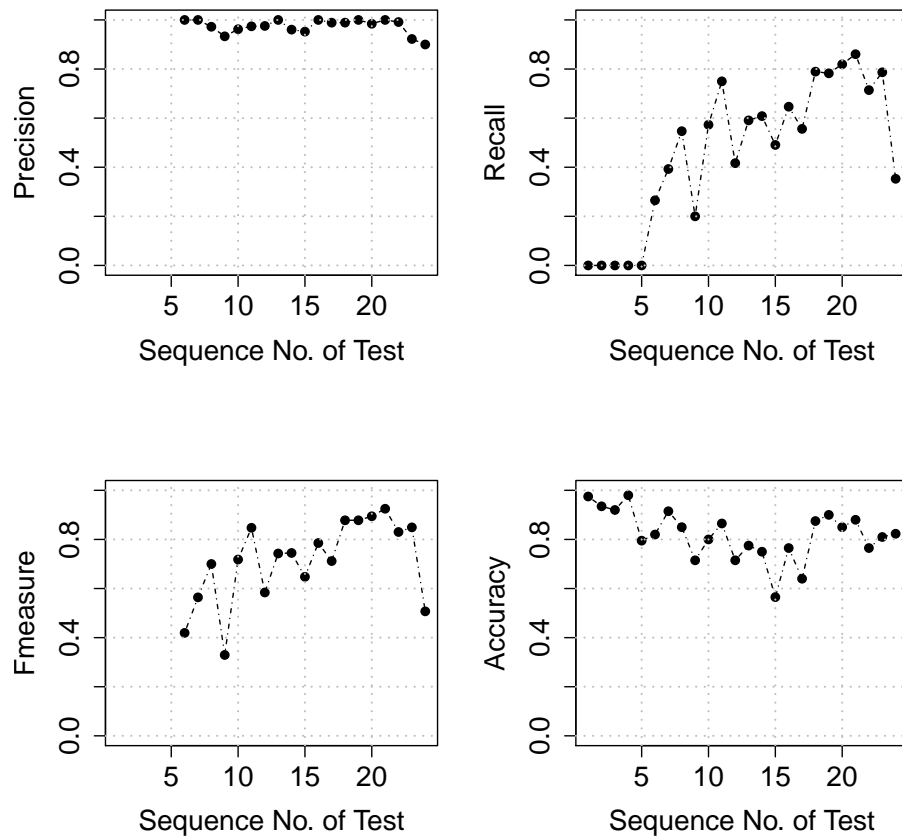 Precision
0.0 0.4 0.8
5 10 15 20
Sequence No. of Test
Recall
0.0 0.4 0.8
5 10 15 20
Sequence No. of Test
Fmeasure
0.0 0.4 0.8
5 10 15 20
Sequence No. of Test
Accuracy
0.0 0.4 0.8
5 10 15 20
Sequence No. of Test